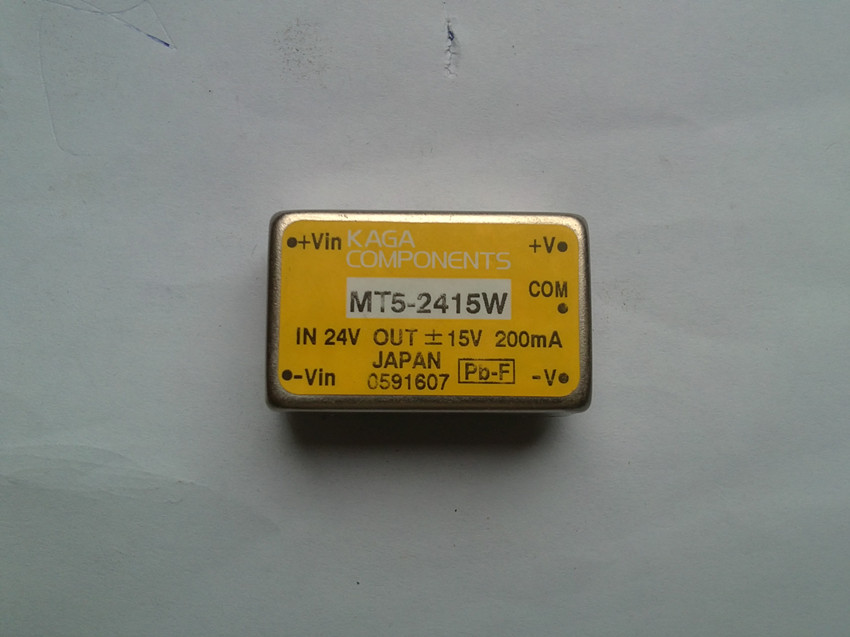 +Vin KAGA COMPONENTS +V
MT5-2415W COM
IN 24V OUT ±15V 200mA
JAPAN
-Vin 0591607 Pb-F -V